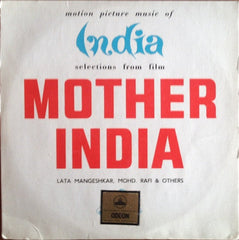 motion picture music of
India
selections from film
MOTHER
INDIA
LATA MANGESHKAR, MOHD. RAFI & OTHERS
ODEON